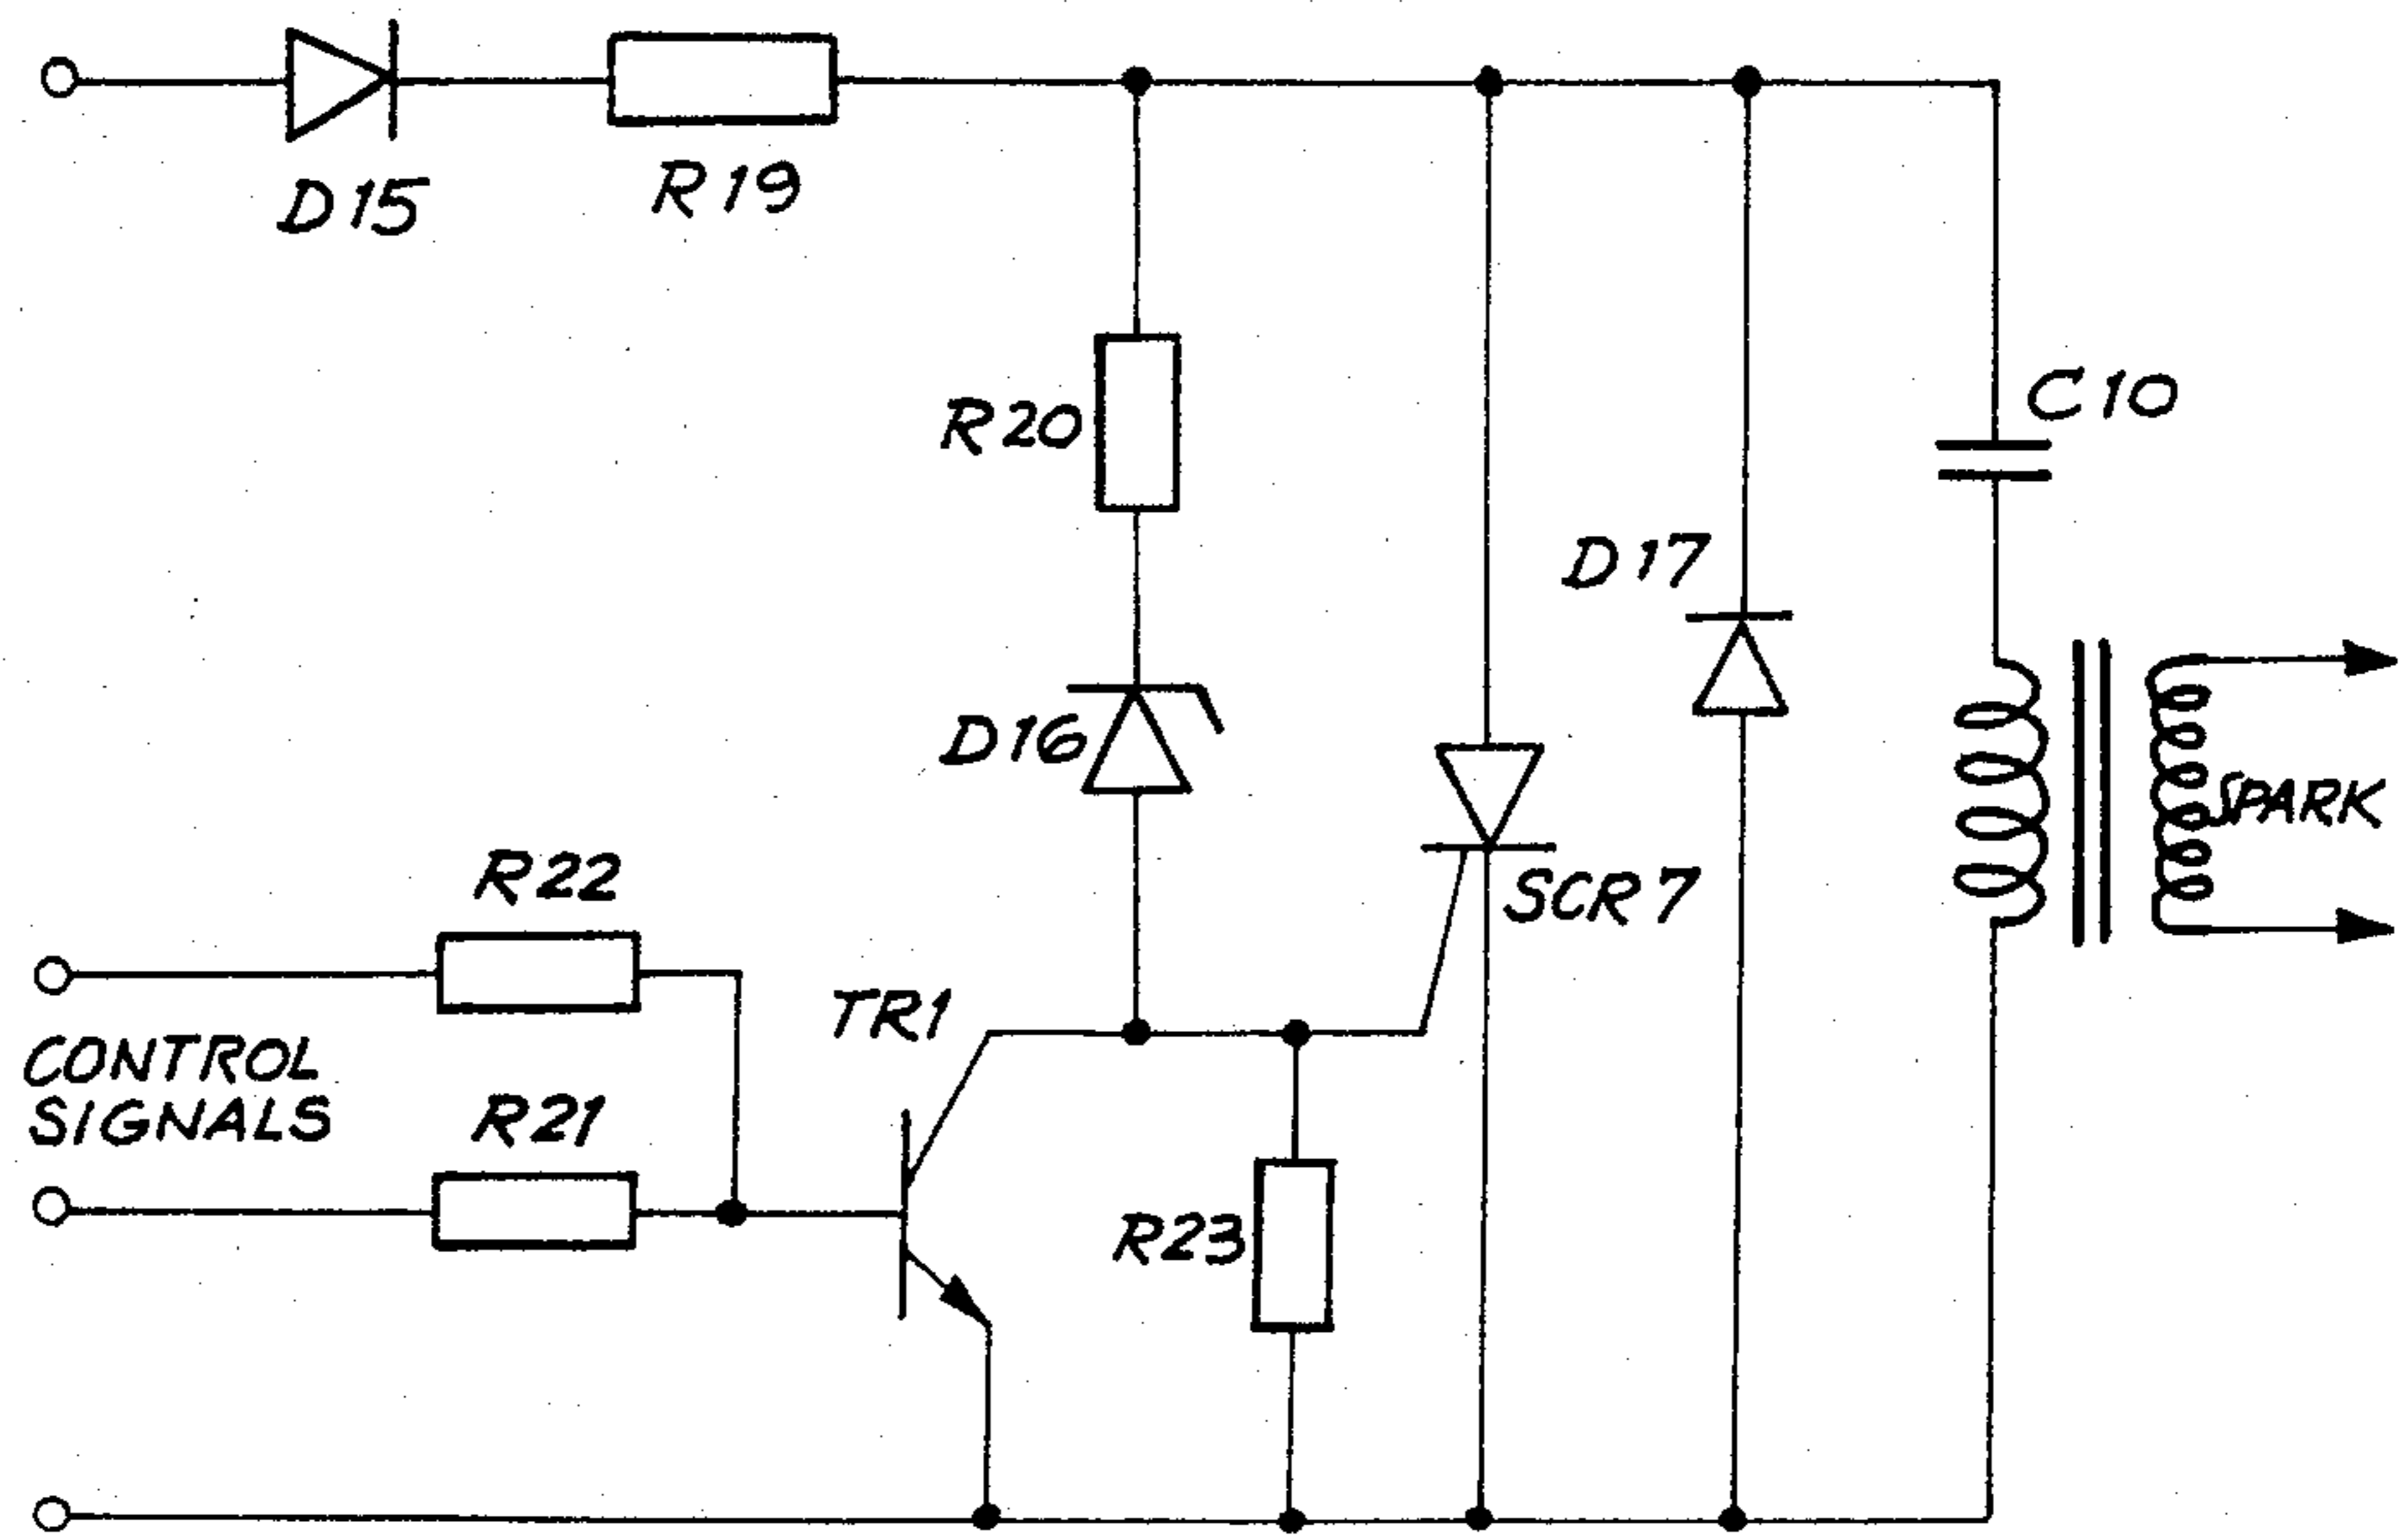 D15
R19
R20
C10
D17
D16
SPARK
R22
SCR7
TR1
CONTROL
SIGNALS
R21
R23